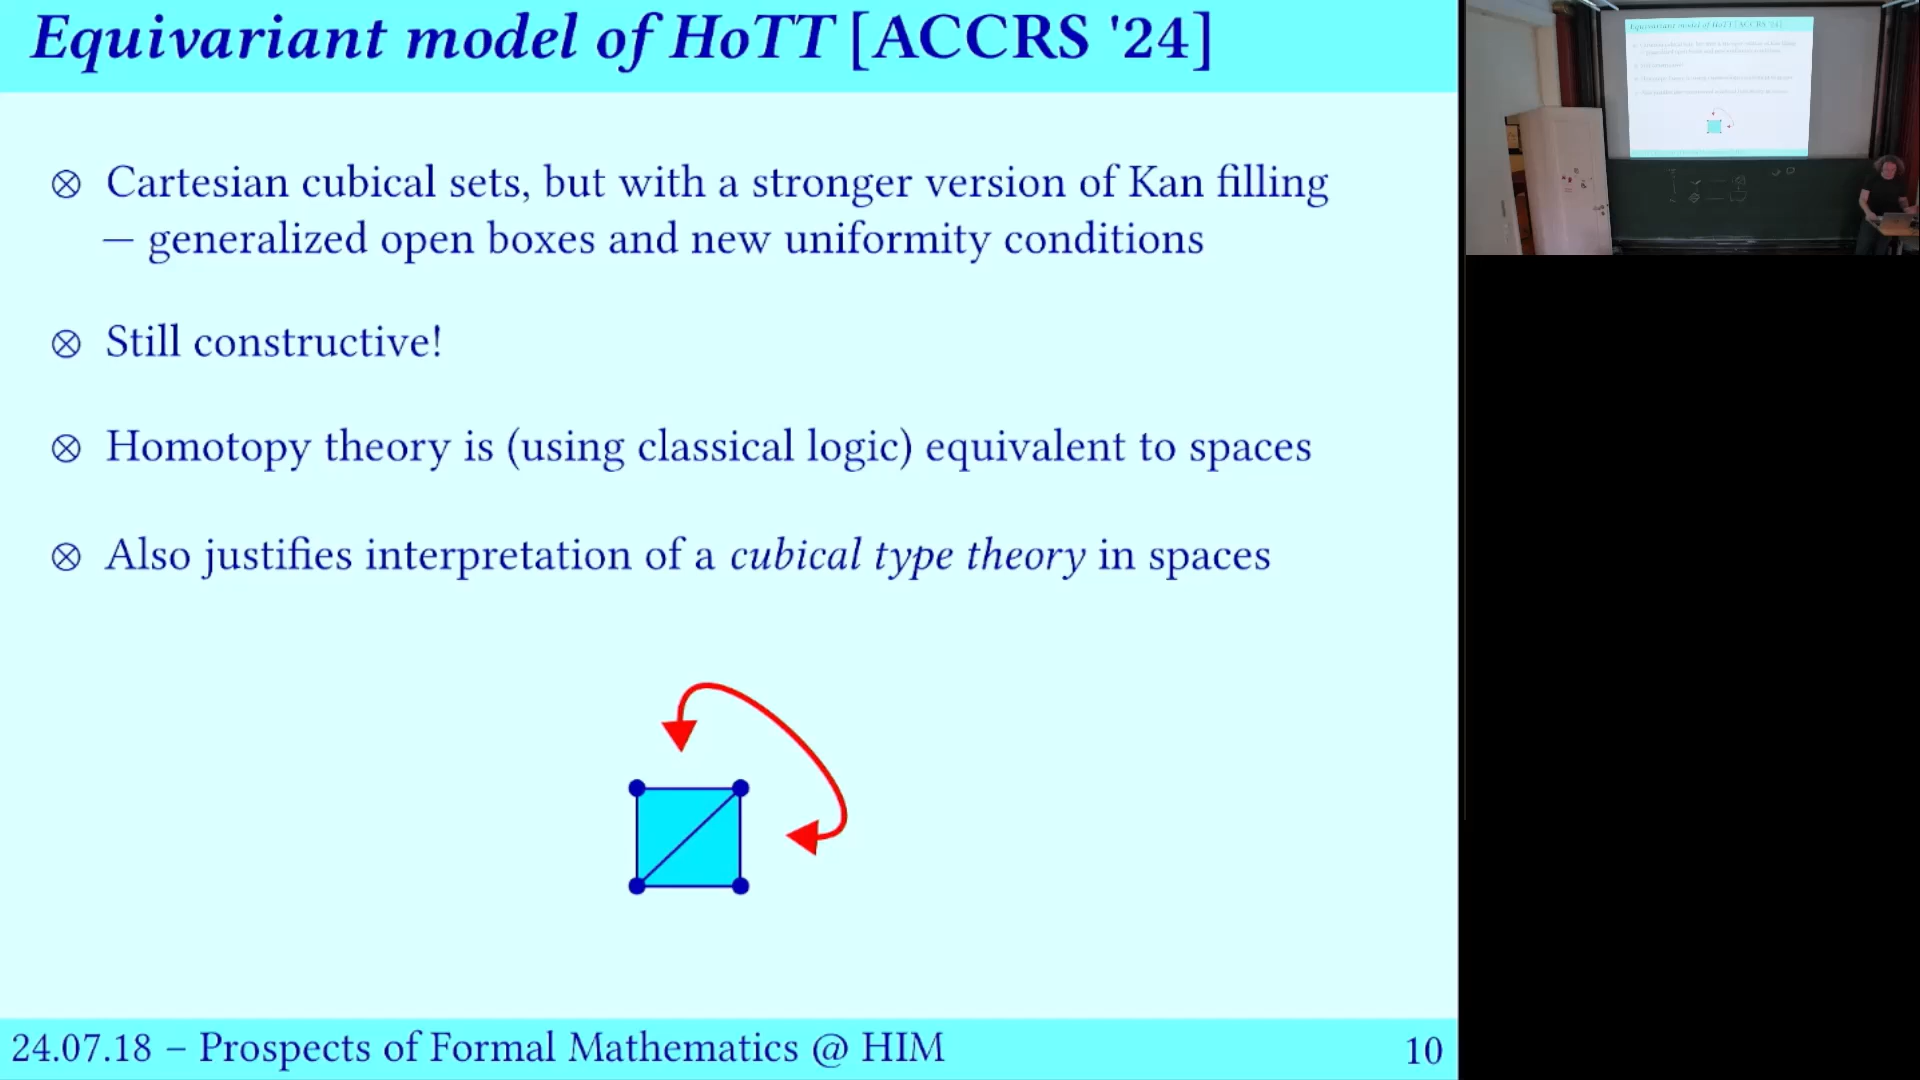 Equivariant model of HoTT [ACCRS '24]
⊗ Cartesian cubical sets, but with a stronger version of Kan filling
— generalized open boxes and new uniformity conditions
⊗ Still constructive!
⊗ Homotopy theory is (using classical logic) equivalent to spaces
⊗ Also justifies interpretation of a cubical type theory in spaces
24.07.18 – Prospects of Formal Mathematics @ HIM 10